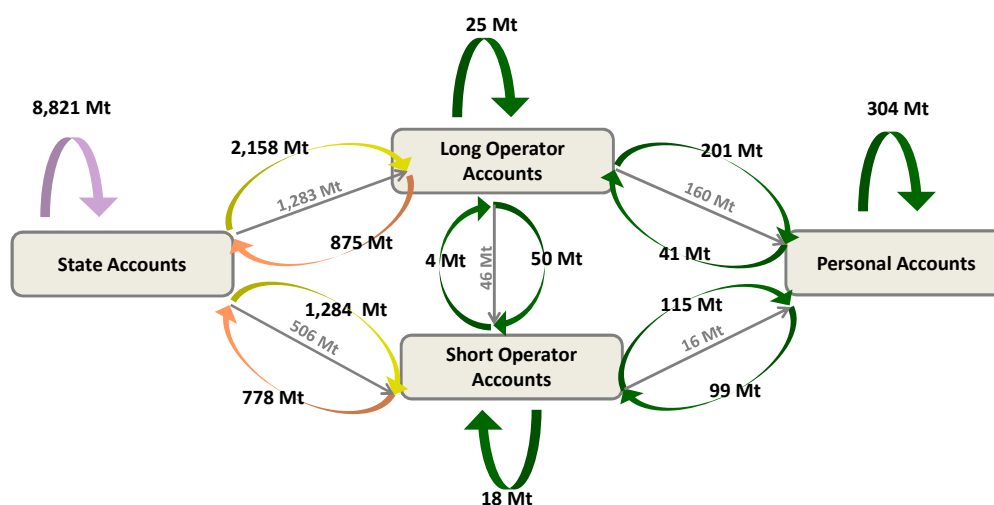 25 Mt
8,821 Mt
304 Mt
2,158 Mt
Long Operator
Accounts
201 Mt
1,283 Mt
160 Mt
875 Mt
4 Mt
46 Mt
50 Mt
41 Mt
State Accounts
Personal Accounts
1,284 Mt
115 Mt
506 Mt
Short Operator
Accounts
16 Mt
778 Mt
99 Mt
18 Mt